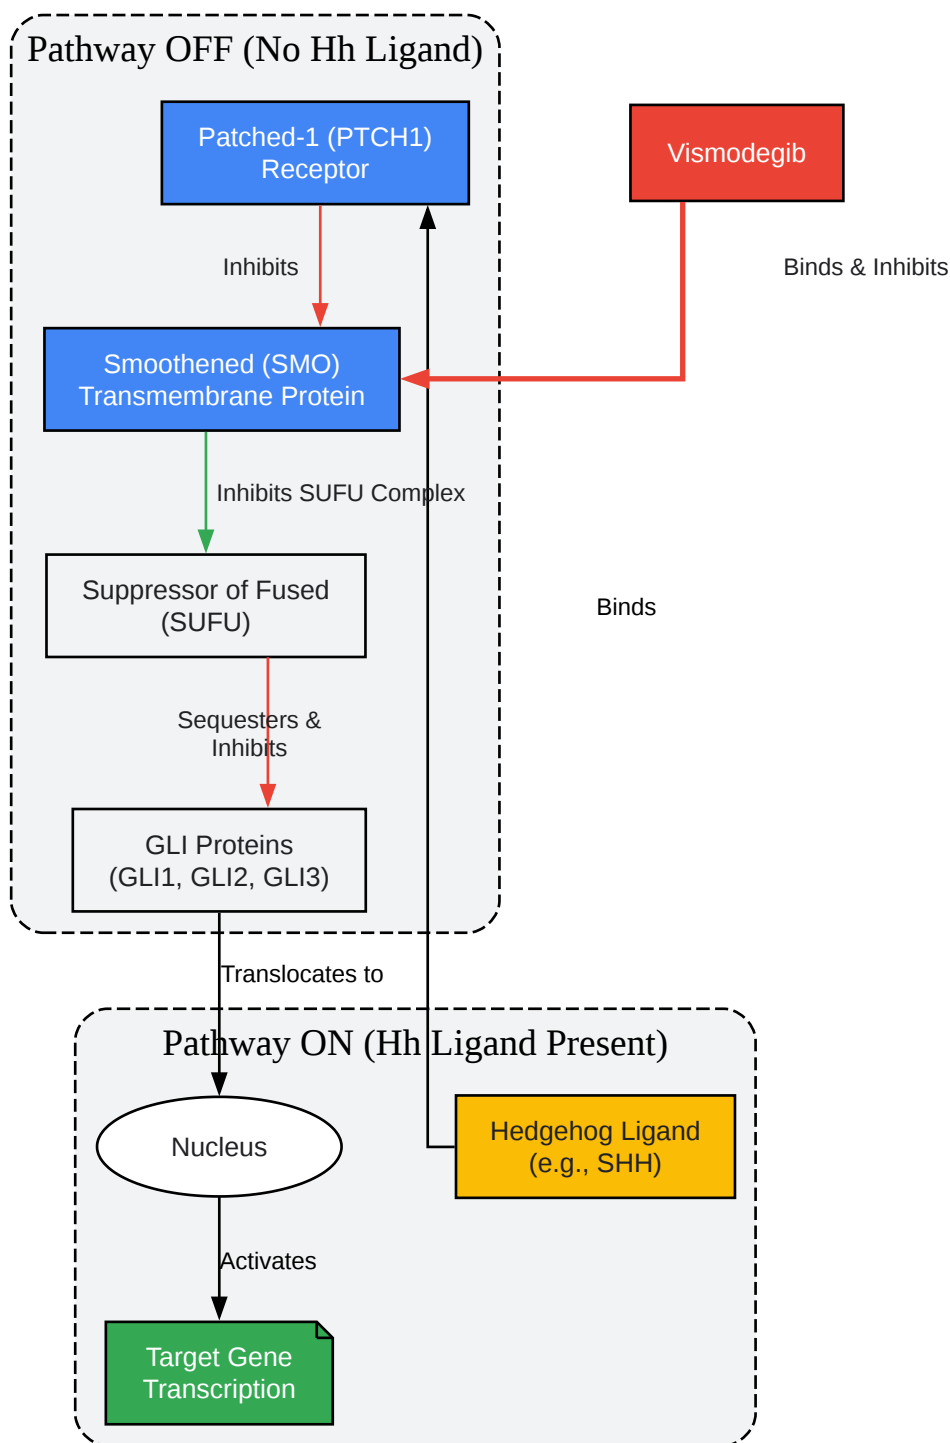 Pathway OFF (No Hh Ligand)
Patched-1 (PTCH1)
Receptor
Vismodegib
Inhibits
Binds & Inhibits
Smoothened (SMO)
Transmembrane Protein
Inhibits SUFU Complex
Suppressor of Fused
(SUFU)
Binds
Sequesters &
Inhibits
GLI Proteins
(GLI1, GLI2, GLI3)
Translocates to
Pathway ON (Hh Ligand Present)
Nucleus
Hedgehog Ligand
(e.g., SHH)
Activates
Target Gene
Transcription